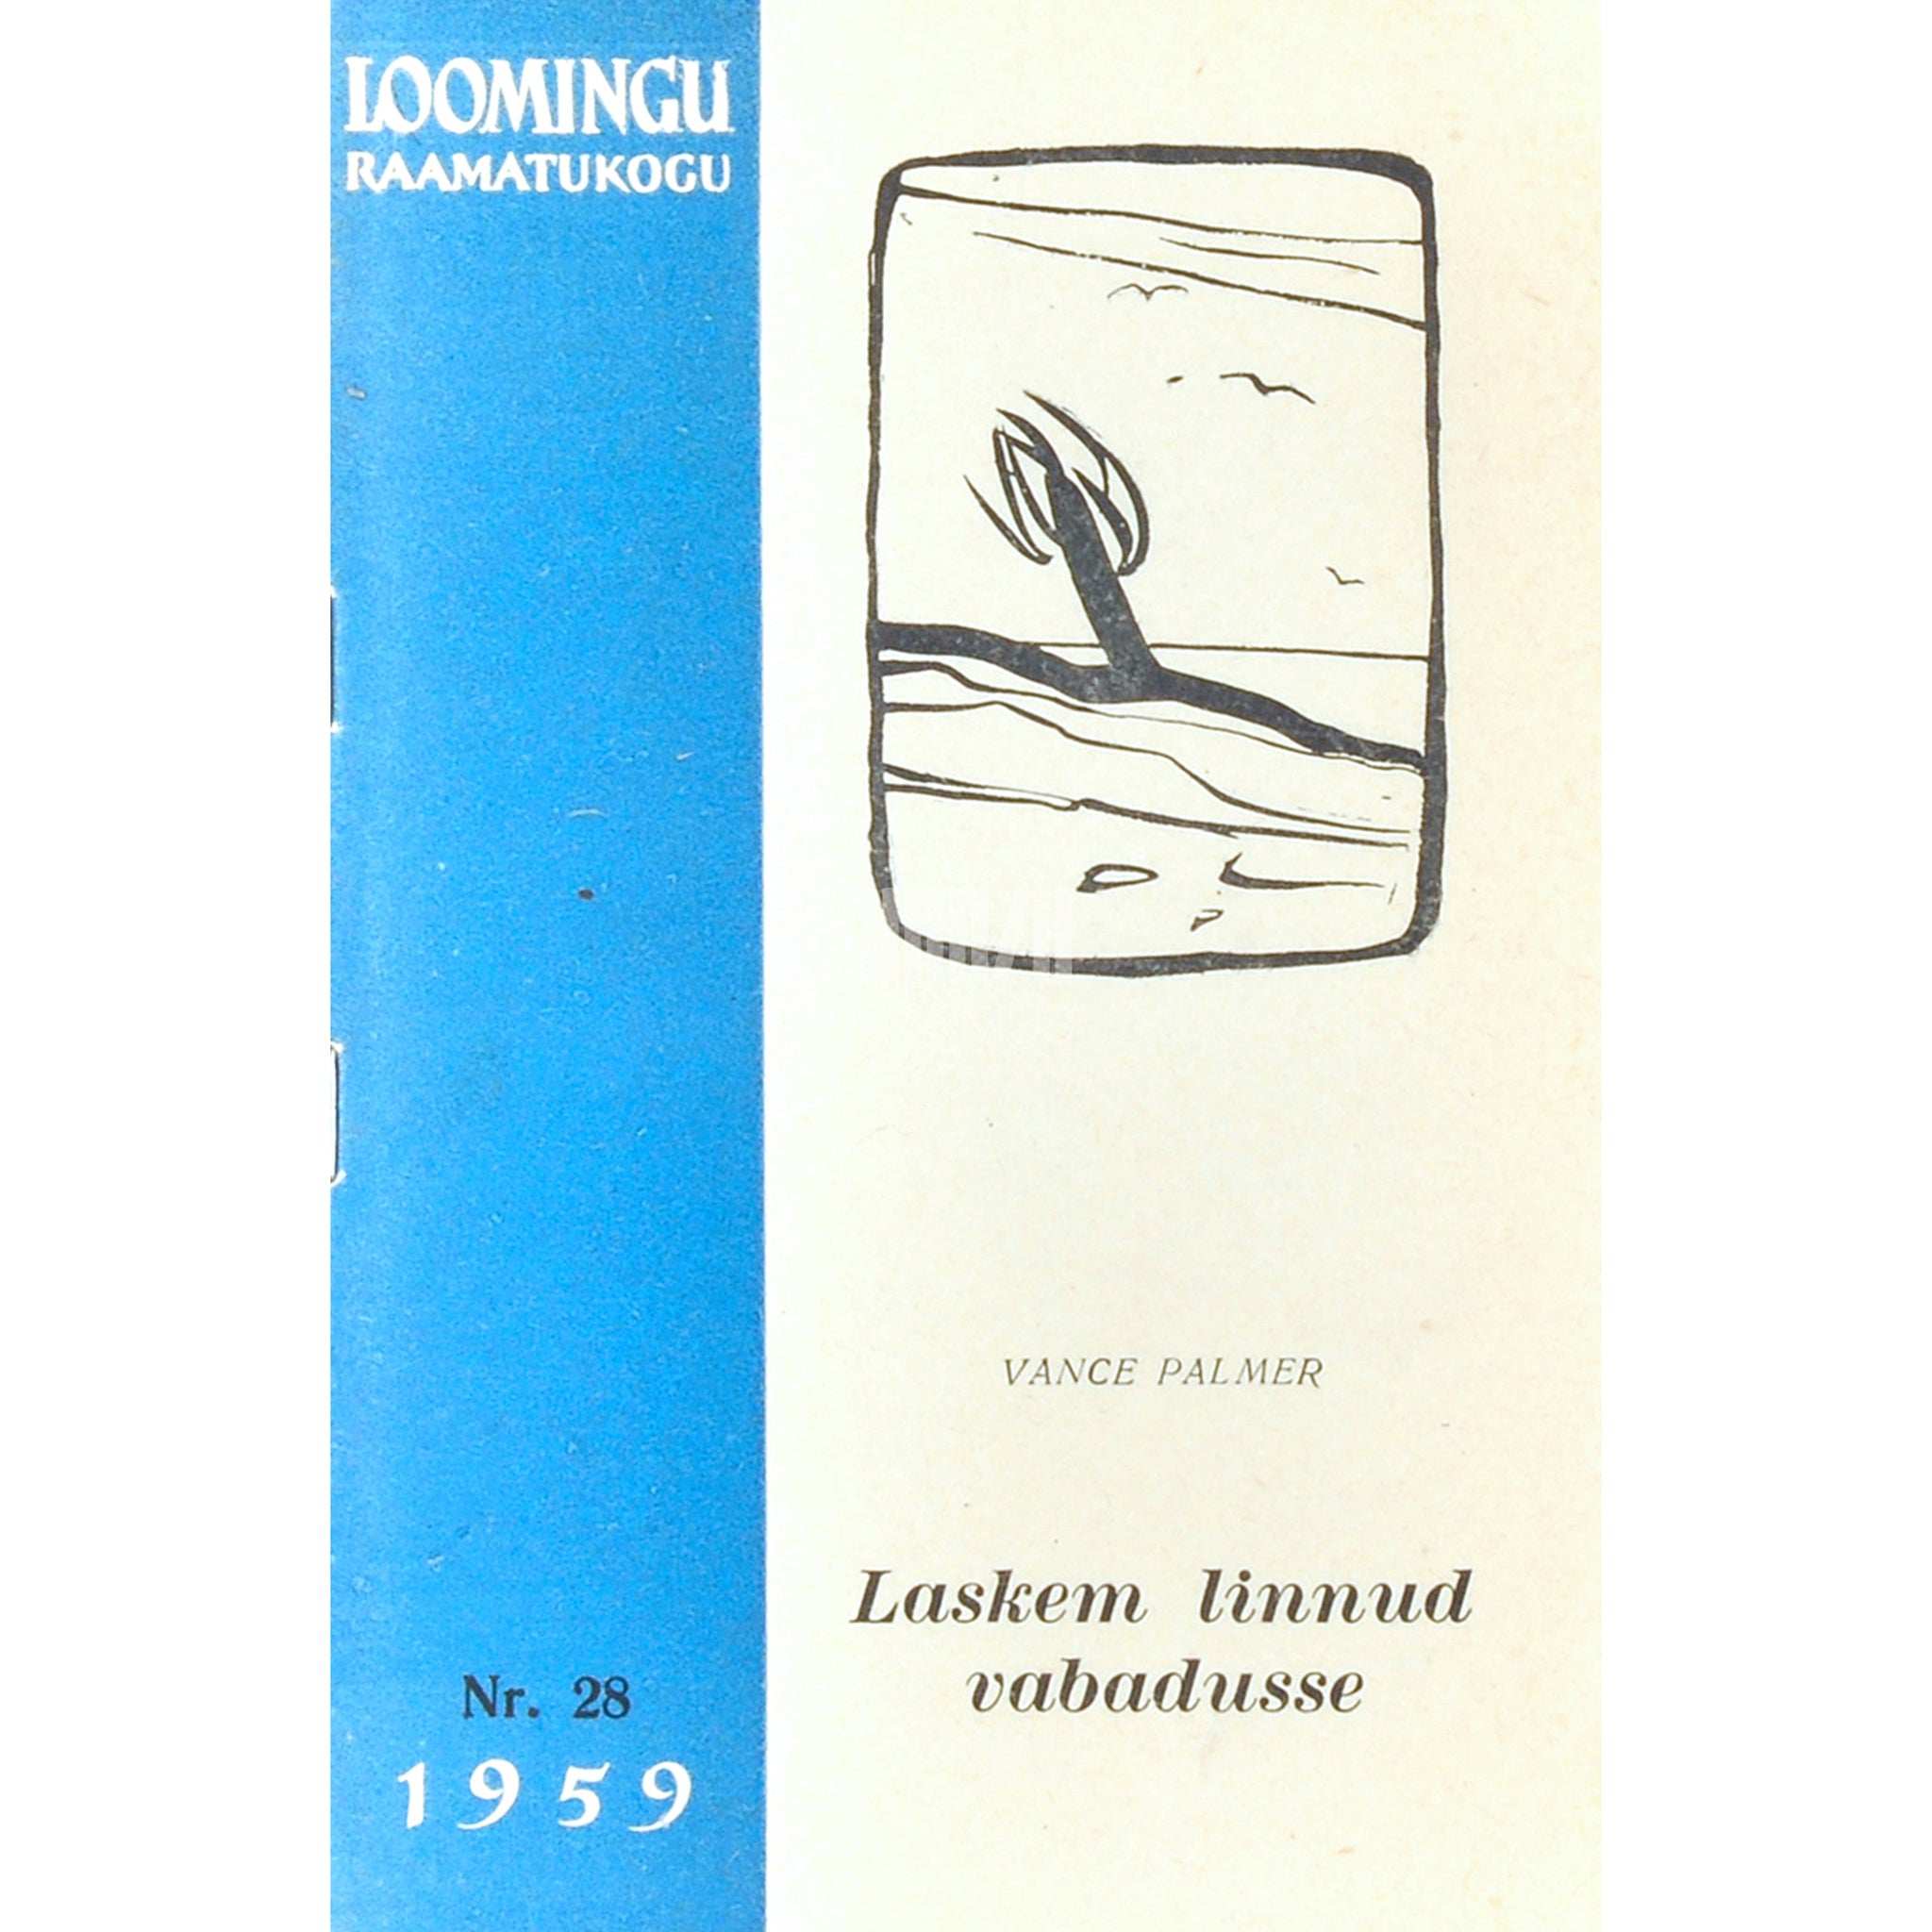 LOOMINGU
RAAMATUKOGU
VANCE PALMER
Laskem linnud
vabadusse
Nr. 28
1959